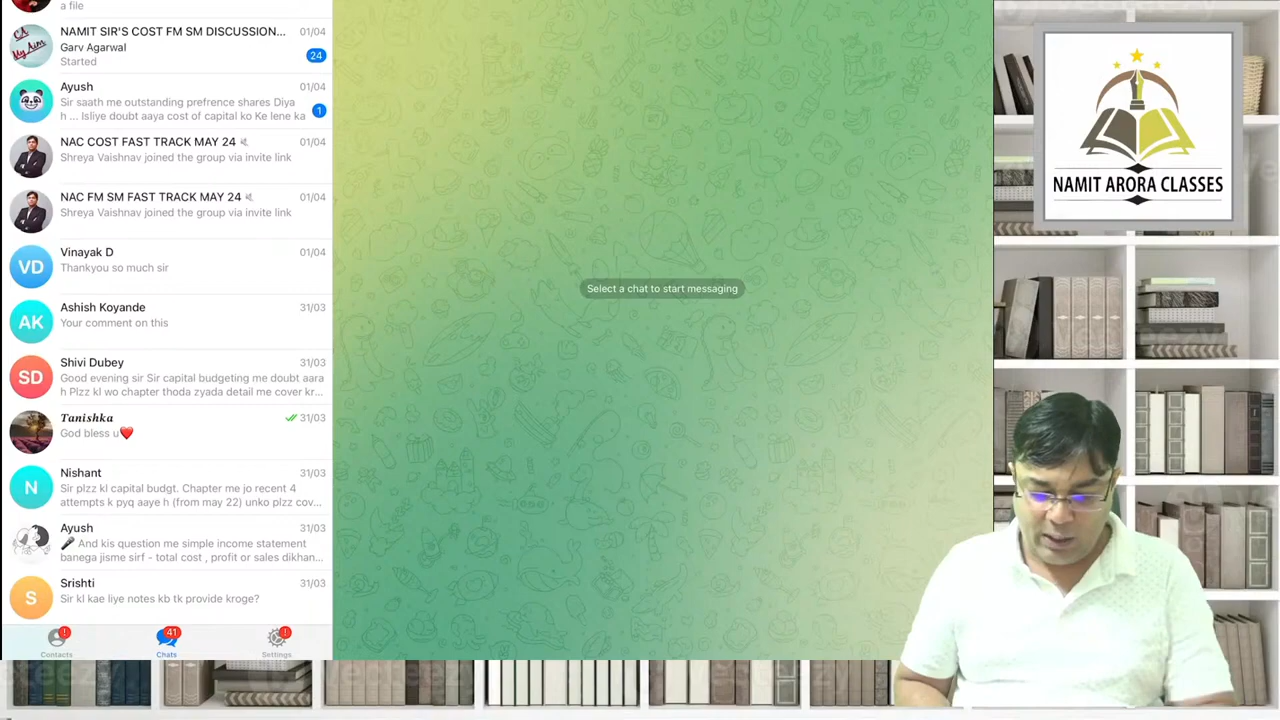 a file
NAMIT SIR'S COST FM SM DISCUSSION... 01/04
Garv Agarwal
Started 24
Ayush 01/04
Sir saath me outstanding prefrence shares Diya
h ... Isliye doubt aaya cost of capital ko Ke lene ka 1
NAC COST FAST TRACK MAY 24 01/04
Shreya Vaishnav joined the group via invite link
NAC FM SM FAST TRACK MAY 24 01/04
Shreya Vaishnav joined the group via invite link
VD
Vinayak D 01/04
Thankyou so much sir
AK
Ashish Koyande 31/03
Your comment on this
SD
Shivi Dubey 31/03
Good evening sir Sir capital budgeting me doubt aara
h Plzz kl wo chapter thoda zyada detail me cover kr...
Tanishka 31/03
God bless u❤️
N
Nishant 31/03
Sir plzz kl capital budgt. Chapter me jo recent 4
attempts k pyq aaye h (from may 22) unko plzz cov...
Ayush 31/03
🎤 And kis question me simple income statement
banega jisme sirf - total cost , profit or sales dikhan...
S
Srishti 31/03
Sir kl kae liye notes kb tk provide kroge?
! 41 !
Contacts Chats Settings
Select a chat to start messaging
CA
My Aim
NAMIT ARORA CLASSES